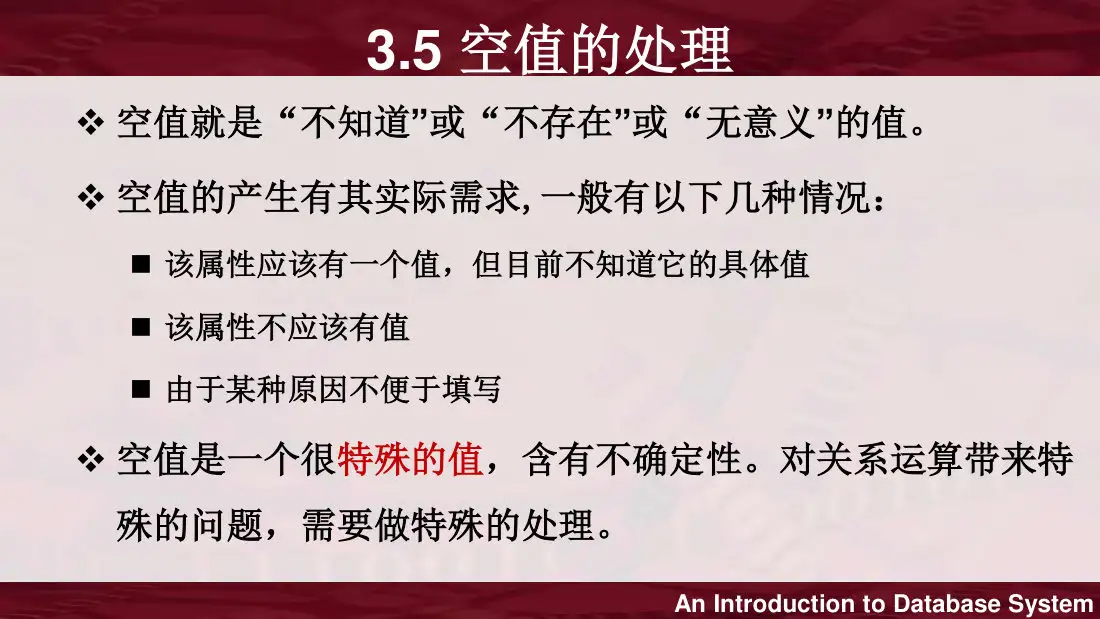 3.5 空值的处理
❖ 空值就是“不知道”或“不存在”或“无意义”的值。
❖ 空值的产生有其实际需求,一般有以下几种情况：
■ 该属性应该有一个值，但目前不知道它的具体值
■ 该属性不应该有值
■ 由于某种原因不便于填写
❖ 空值是一个很特殊的值，含有不确定性。对关系运算带来特
殊的问题，需要做特殊的处理。
An Introduction to Database System